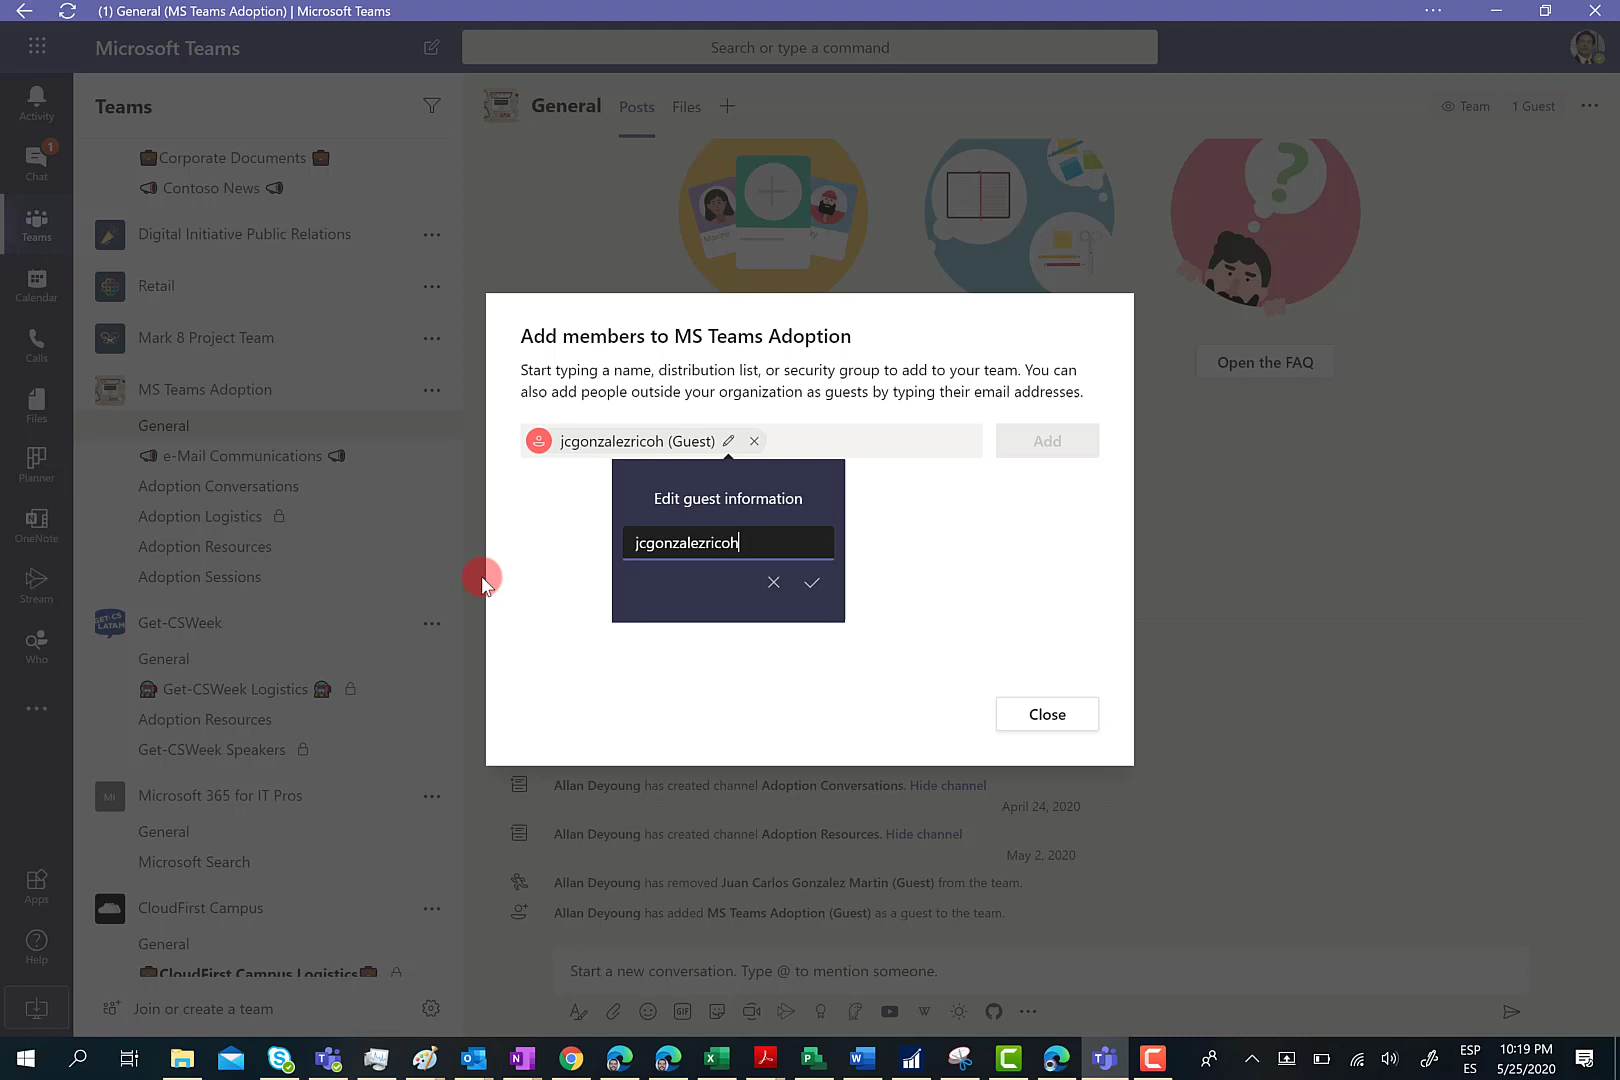 (1) General (MS Teams Adoption) | Microsoft Teams
Microsoft Teams
Search or type a command
Activity
Chat
1
Teams
Calendar
Calls
Files
Planner
OneNote
Stream
Who
Apps
Help
Teams
💼Corporate Documents 💼
📢 Contoso News 📢
Digital Initiative Public Relations
Retail
Mark 8 Project Team
MS Teams Adoption
General
📢 e-Mail Communications 📢
Adoption Conversations
Adoption Logistics
Adoption Resources
Adoption Sessions
GET-CS
LATAM
Get-CSWeek
General
Get-CSWeek Logistics
Adoption Resources
Get-CSWeek Speakers
MI
Microsoft 365 for IT Pros
General
Microsoft Search
CloudFirst Campus
General
💼CloudFirst Campus Logistics💼
Join or create a team
General
Posts
Files
Team
1 Guest
Maxine
Open the FAQ
Add members to MS Teams Adoption
Start typing a name, distribution list, or security group to add to your team. You can
also add people outside your organization as guests by typing their email addresses.
jcgonzalezricoh (Guest)
Add
Edit guest information
jcgonzalezricoh
Close
Allan Deyoung has created channel Adoption Conversations. Hide channel
April 24, 2020
Allan Deyoung has created channel Adoption Resources. Hide channel
May 2, 2020
Allan Deyoung has removed Juan Carlos Gonzalez Martin (Guest) from the team.
Allan Deyoung has added MS Teams Adoption (Guest) as a guest to the team.
Start a new conversation. Type @ to mention someone.
GIF
ESP
ES
10:19 PM
5/25/2020